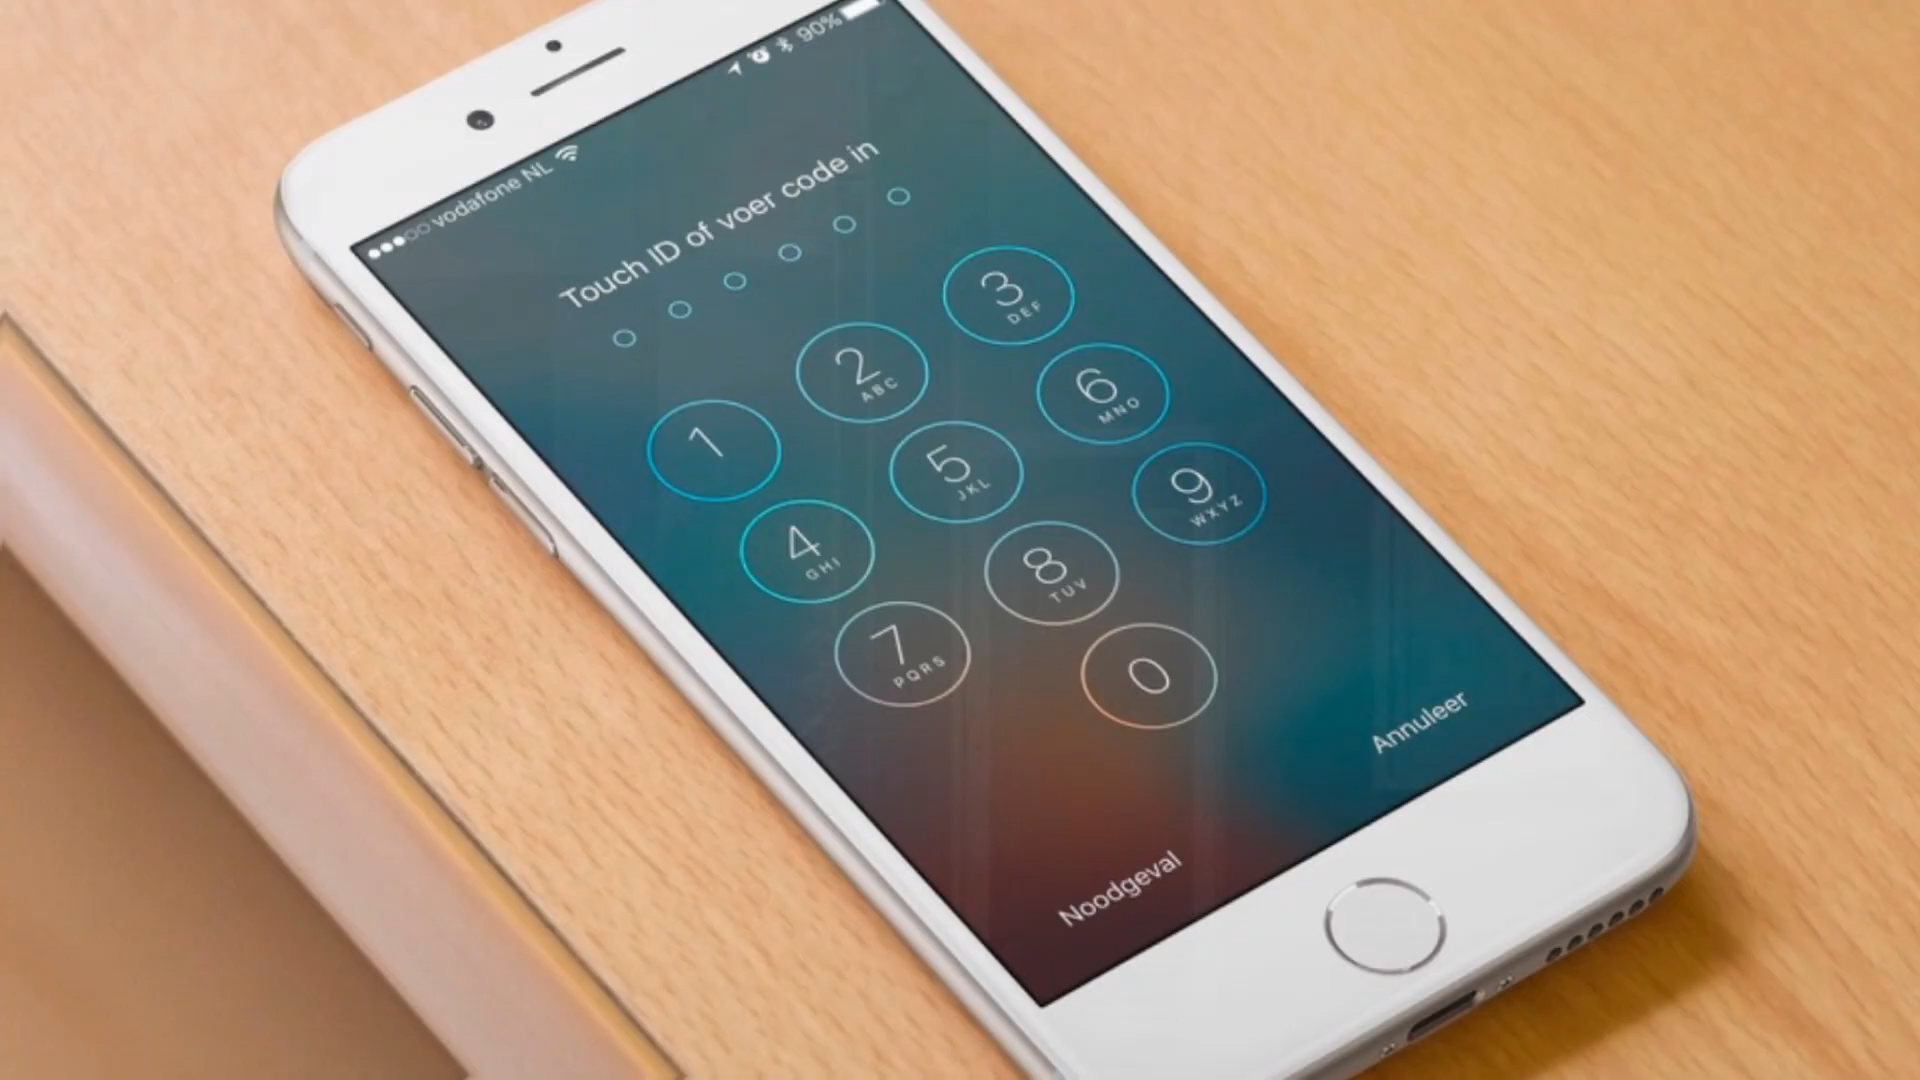 vodafone NL 90%
Touch ID of voer code in
1 2 ABC 3 DEF
4 GHI 5 JKL 6 MNO
7 PQRS 8 TUV 9 WXYZ
0
Noodgeval Annuleer